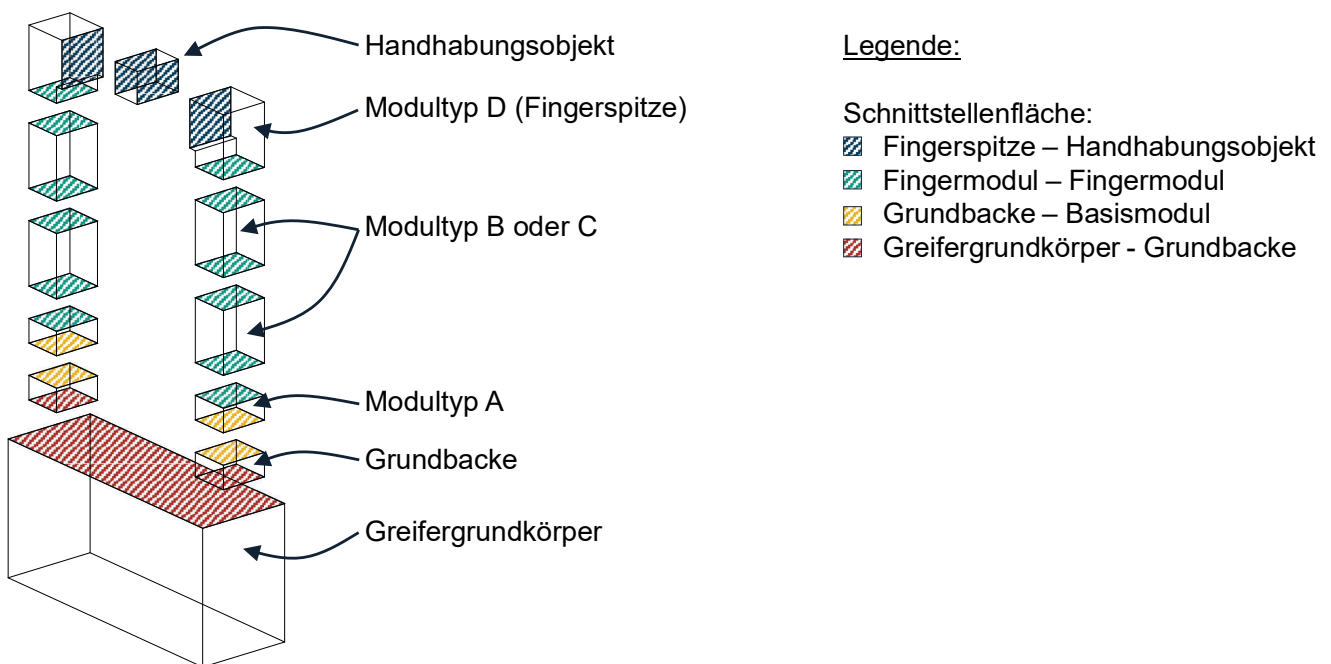 Handhabungsobjekt
Modultyp D (Fingerspitze)
Modultyp B oder C
Modultyp A
Grundbacke
Greifergrundkörper
Legende:
Schnittstellenfläche:
Fingerspitze – Handhabungsobjekt
Fingermodul – Fingermodul
Grundbacke – Basismodul
Greifergrundkörper - Grundbacke